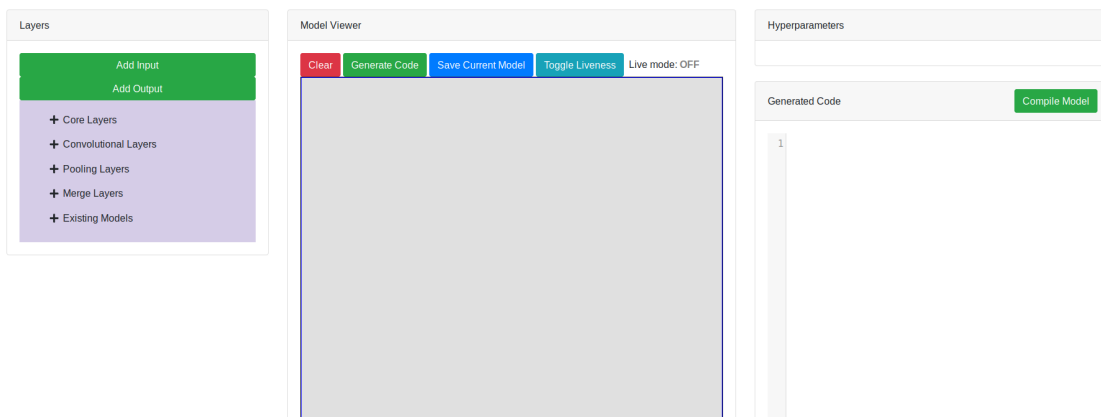 Layers
Add Input
Add Output
Core Layers
Convolutional Layers
Pooling Layers
Merge Layers
Existing Models
Model Viewer
Clear Generate Code Save Current Model Toggle Liveness Live mode: OFF
Hyperparameters
Generated Code Compile Model
1